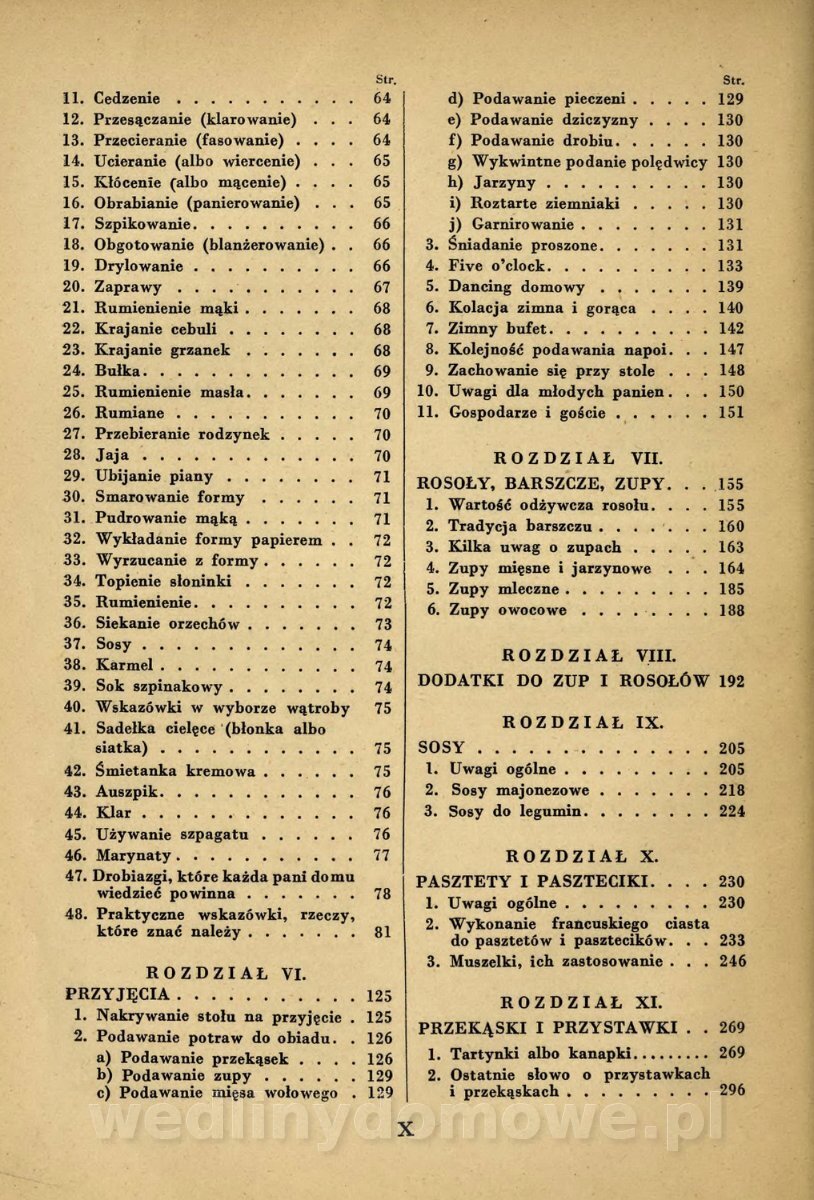 Str.
11. Cedzenie . . . . . . . . . . . 64
12. Przesączanie (klarowanie) . . . 64
13. Przecieranie (fasowanie) . . . . 64
14. Ucieranie (albo wiercenie) . . . 65
15. Kłócenie (albo mącenie) . . . . 65
16. Obrabianie (panierowanie) . . . 65
17. Szpikowanie. . . . . . . . . . 66
18. Obgotowanie (blanżerowanie) . . 66
19. Drylowanie . . . . . . . . . . 66
20. Zaprawy . . . . . . . . . . . 67
21. Rumienienie mąki . . . . . . . 68
22. Krajanie cebuli . . . . . . . . 68
23. Krajanie grzanek . . . . . . . 68
24. Bułka. . . . . . . . . . . . . 69
25. Rumienienie masła. . . . . . . 69
26. Rumiane . . . . . . . . . . . 70
27. Przebieranie rodzynek . . . . . 70
28. Jaja . . . . . . . . . . . . . 70
29. Ubijanie piany . . . . . . . . 71
30. Smarowanie formy . . . . . . 71
31. Pudrowanie mąką . . . . . . . 71
32. Wykładanie formy papierem . . 72
33. Wyrzucanie z formy . . . . . . 72
34. Topienie słoninki . . . . . . . 72
35. Rumienienie. . . . . . . . . . 72
36. Siekanie orzechów . . . . . . . 73
37. Sosy . . . . . . . . . . . . . 74
38. Karmel . . . . . . . . . . . . 74
39. Sok szpinakowy . . . . . . . . 74
40. Wskazówki w wyborze wątroby 75
41. Sadełka cielęce (błonka albo
siatka) . . . . . . . . . . . . 75
42. Śmietanka kremowa . . . . . . 75
43. Auszpik. . . . . . . . . . . . 76
44. Klar . . . . . . . . . . . . . 76
45. Używanie szpagatu . . . . . . 76
46. Marynaty . . . . . . . . . . . 77
47. Drobiazgi, które każda pani domu
wiedzieć powinna . . . . . . . 78
48. Praktyczne wskazówki, rzeczy,
które znać należy . . . . . . . 81
ROZDZIAŁ VI.
PRZYJĘCIA . . . . . . . . . . . 125
1. Nakrywanie stołu na przyjęcie . 125
2. Podawanie potraw do obiadu. . 126
a) Podawanie przekąsek . . . . 126
b) Podawanie zupy . . . . . . 129
c) Podawanie mięsa wołowego . 129
Str.
d) Podawanie pieczeni . . . . . 129
e) Podawanie dziczyzny . . . . 130
f) Podawanie drobiu. . . . . . 130
g) Wykwintne podanie polędwicy 130
h) Jarzyny . . . . . . . . . . 130
i) Roztarte ziemniaki . . . . . 130
j) Garnirowanie . . . . . . . 131
3. Śniadanie proszone. . . . . . . 131
4. Five o'clock. . . . . . . . . . 133
5. Dancing domowy . . . . . . . 139
6. Kolacja zimna i gorąca . . . . 140
7. Zimny bufet. . . . . . . . . . 142
8. Kolejność podawania napoi. . . 147
9. Zachowanie się przy stole . . . 148
10. Uwagi dla młodych panien . . . 150
11. Gospodarze i goście . . . . . . 151
ROZDZIAŁ VII.
ROSOŁY, BARSZCZE, ZUPY. . . 155
1. Wartość odżywcza rosołu. . . . 155
2. Tradycja barszczu . . . . . . . 160
3. Kilka uwag o zupach . . . . . 163
4. Zupy mięsne i jarzynowe . . . 164
5. Zupy mleczne . . . . . . . . . 185
6. Zupy owocowe . . . . . . . . 188
ROZDZIAŁ VIII.
DODATKI DO ZUP I ROSOŁÓW 192
ROZDZIAŁ IX.
SOSY . . . . . . . . . . . . . . 205
1. Uwagi ogólne . . . . . . . . . 205
2. Sosy majonezowe . . . . . . . 218
3. Sosy do legumin. . . . . . . . 224
ROZDZIAŁ X.
PASZTETY I PASZTECIKI. . . . 230
1. Uwagi ogólne . . . . . . . . . 230
2. Wykonanie francuskiego ciasta
do pasztetów i pasztecików. . . 233
3. Muszelki, ich zastosowanie . . . 246
ROZDZIAŁ XI.
PRZEKĄSKI I PRZYSTAWKI . . 269
1. Tartynki albo kanapki......... 269
2. Ostatnie słowo o przystawkach
i przekąskach . . . . . . . . . 296
X
wedlinydomowe.pl